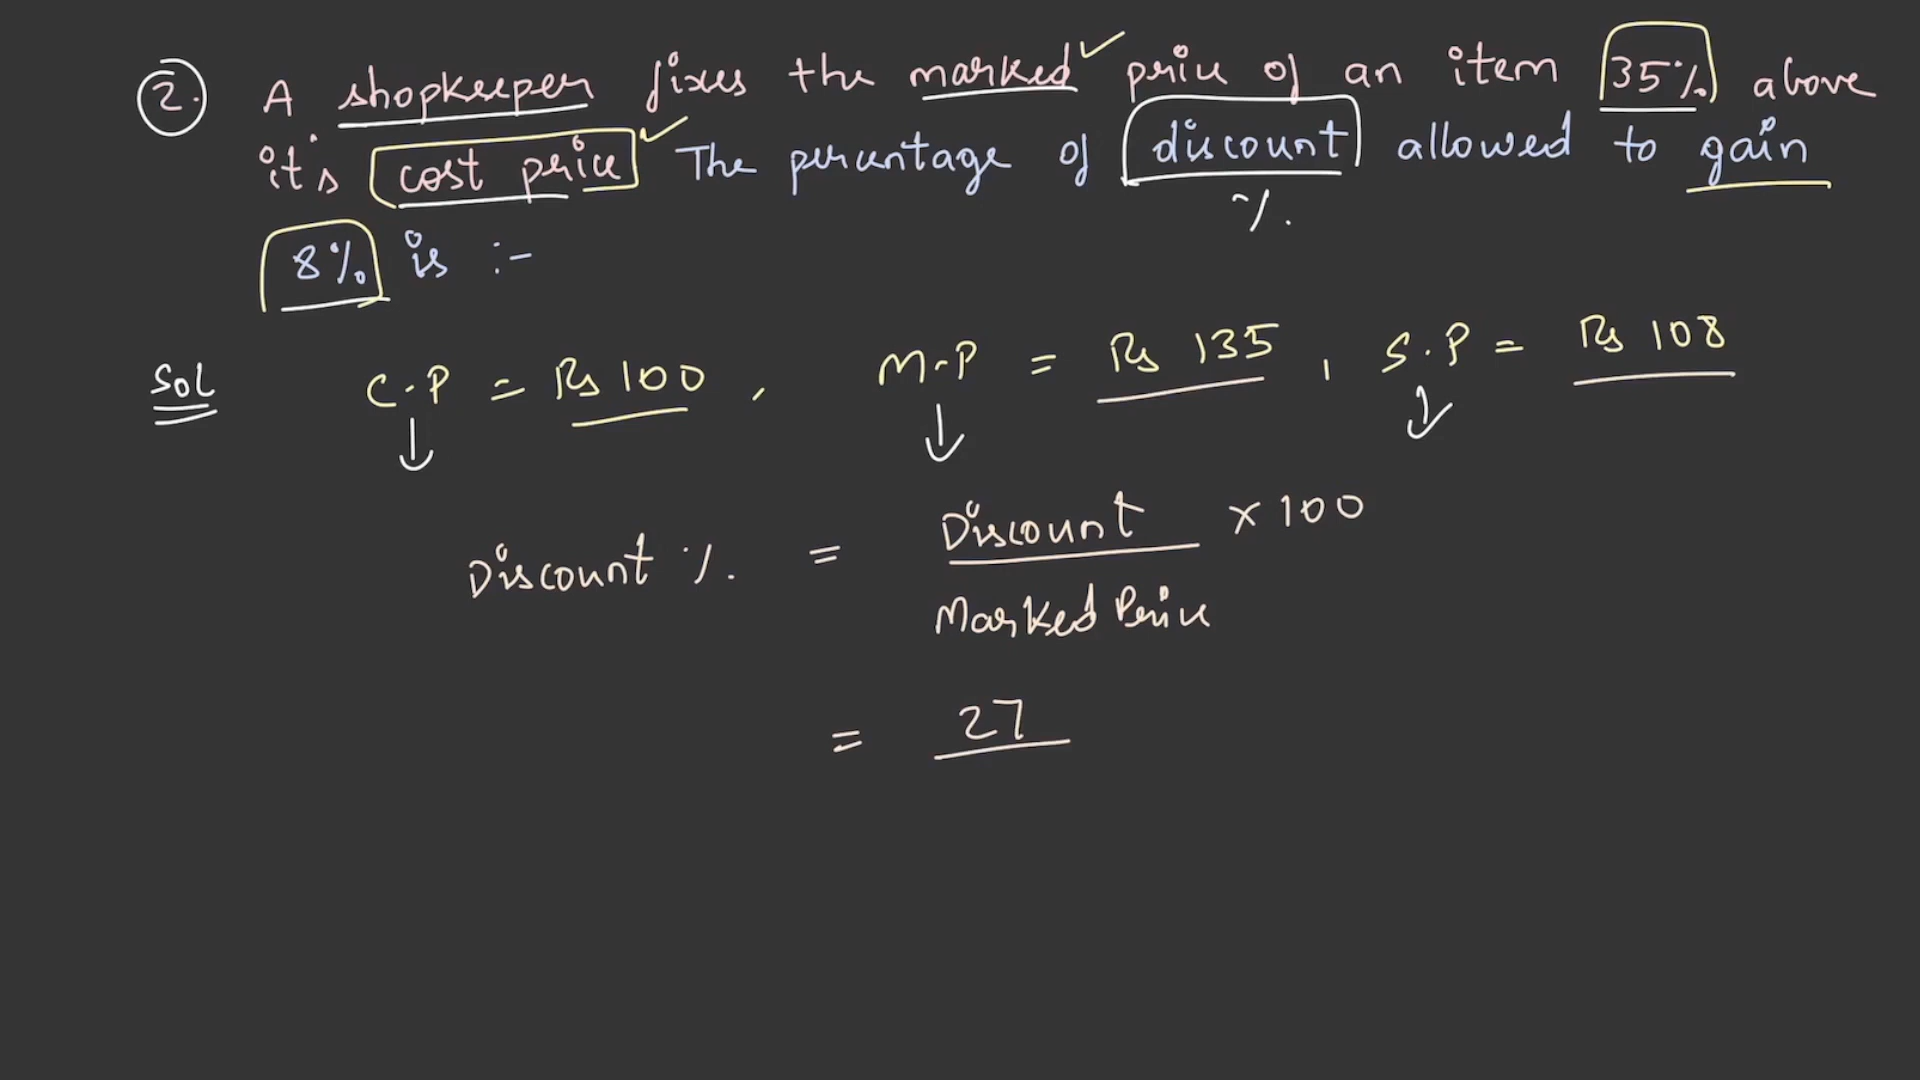 2. A shopkeeper fixes the marked price of an item 35% above
it's cost price The percentage of discount allowed to gain
%.
8% is :-
Sol C.P = Rs 100, M.P = Rs 135, S.P = Rs 108
Discount %. = Discount × 100
Marked Price
= 27